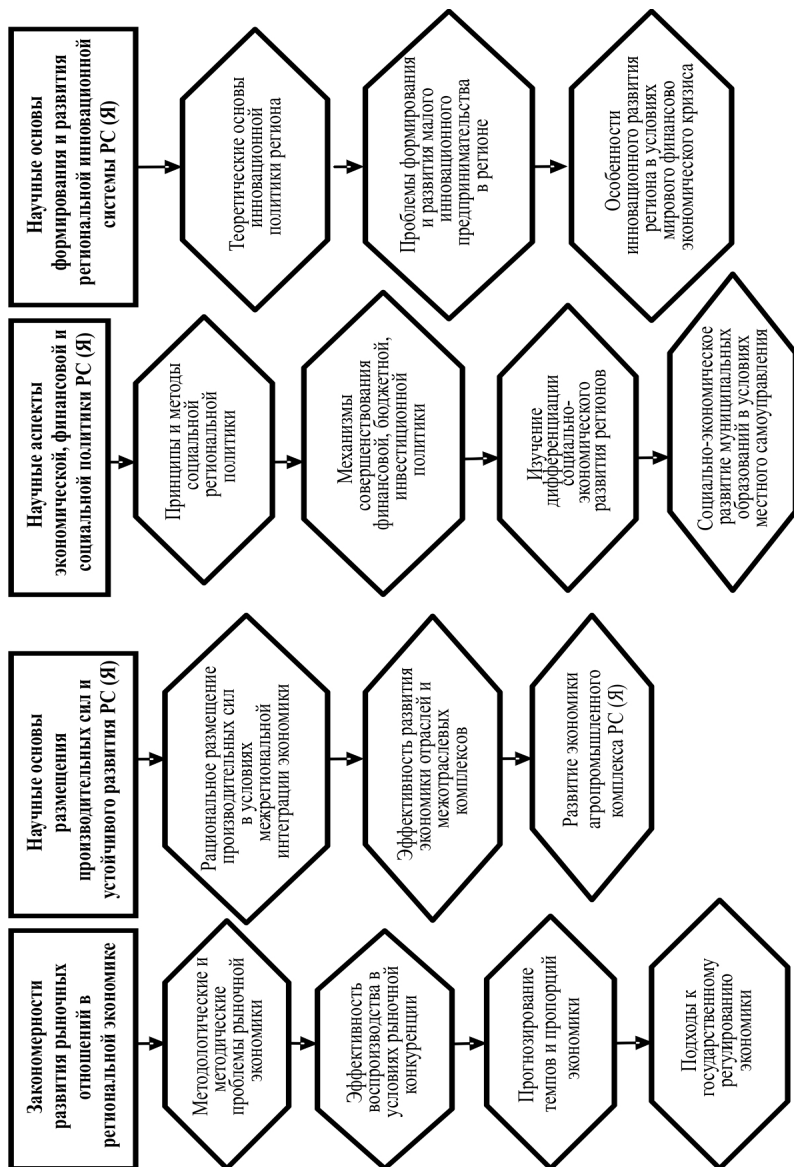 Закономерности
развития рыночных
отношений в
региональной экономике
Методологические и
методические
проблемы рыночной
экономики
Эффективность
воспроизводства в
условиях рыночной
конкуренции
Прогнозирование
темпов и пропорций
экономики
Подходы к
государственному
регулированию
экономики
Научные основы
размещения
производительных сил и
устойчивого развития РС (Я)
Рациональное размещение
производительных сил
в условиях
межрегиональной
интеграции экономики
Эффективность развития
экономики отраслей и
межотраслевых
комплексов
Развитие экономики
агропромышленного
комплекса РС (Я)
Научные аспекты
экономической, финансовой и
социальной политики РС (Я)
Принципы и методы
социальной
региональной
политики
Механизмы
совершенствования
финансовой, бюджетной,
инвестиционной
политики
Изучение
дифференциации
социально-
экономического
развития регионов
Социально-экономическое
развитие муниципальных
образований в условиях
местного самоуправления
Научные основы
формирования и развития
региональной инновационной
системы РС (Я)
Теоретические основы
инновационной
политики региона
Проблемы формирования
и развития малого
инновационного
предпринимательства
в регионе
Особенности
инновационного развития
региона в условиях
мирового финансово
экономического кризиса